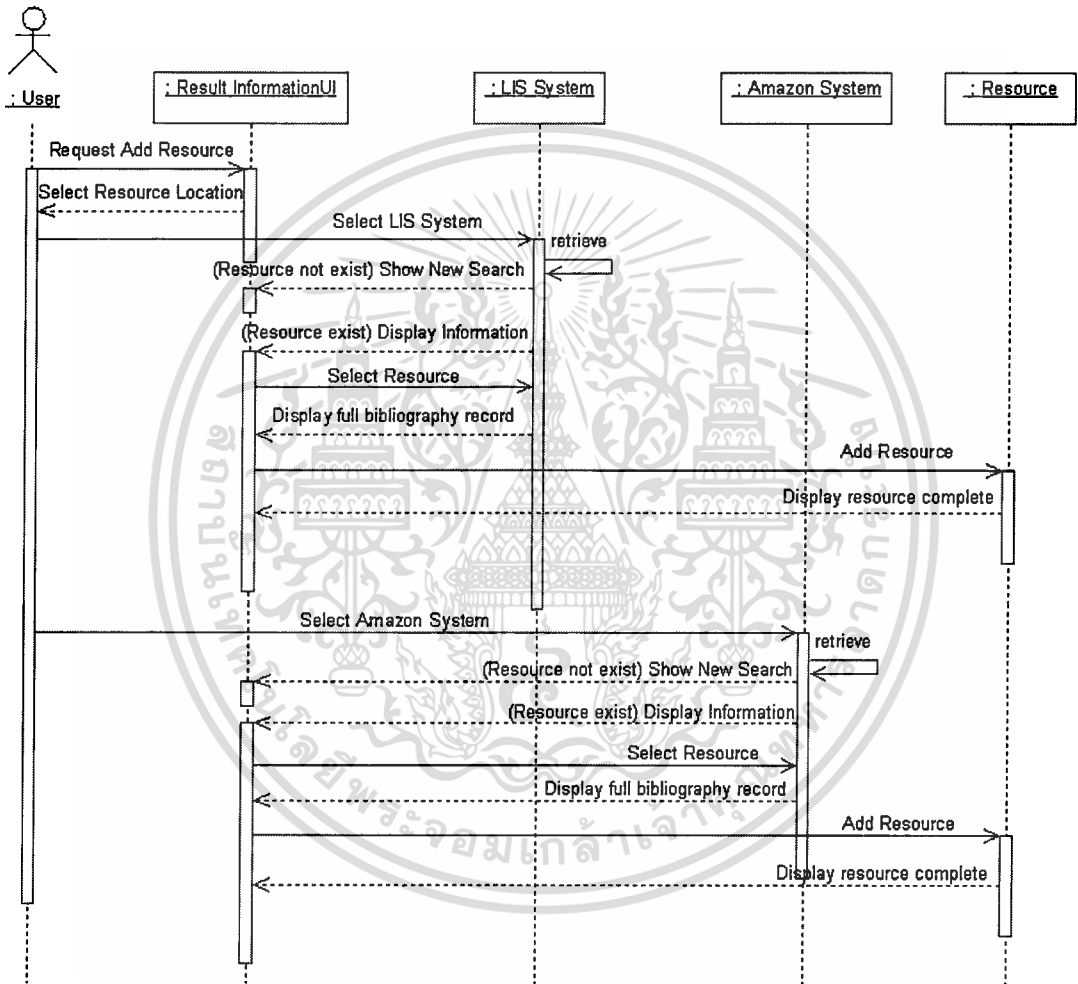 : User
: Result InformationUI
: LIS System
: Amazon System
: Resource
Request Add Resource
Select Resource Location
Select LIS System
retrieve
(Resource not exist) Show New Search
(Resource exist) Display Information
Select Resource
Display full bibliography record
Add Resource
Display resource complete
Select Amazon System
retrieve
(Resource not exist) Show New Search
(Resource exist) Display Information
Select Resource
Display full bibliography record
Add Resource
Display resource complete